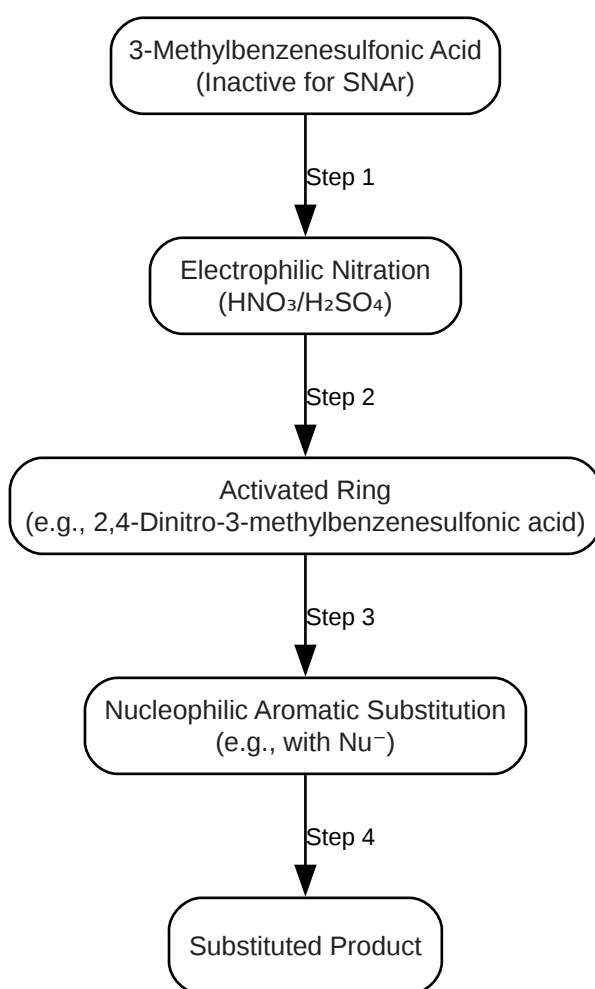 3-Methylbenzenesulfonic Acid
(Inactive for SNAr)
Step 1
Electrophilic Nitration
(HNO₃/H₂SO₄)
Step 2
Activated Ring
(e.g., 2,4-Dinitro-3-methylbenzenesulfonic acid)
Step 3
Nucleophilic Aromatic Substitution
(e.g., with Nu⁻)
Step 4
Substituted Product